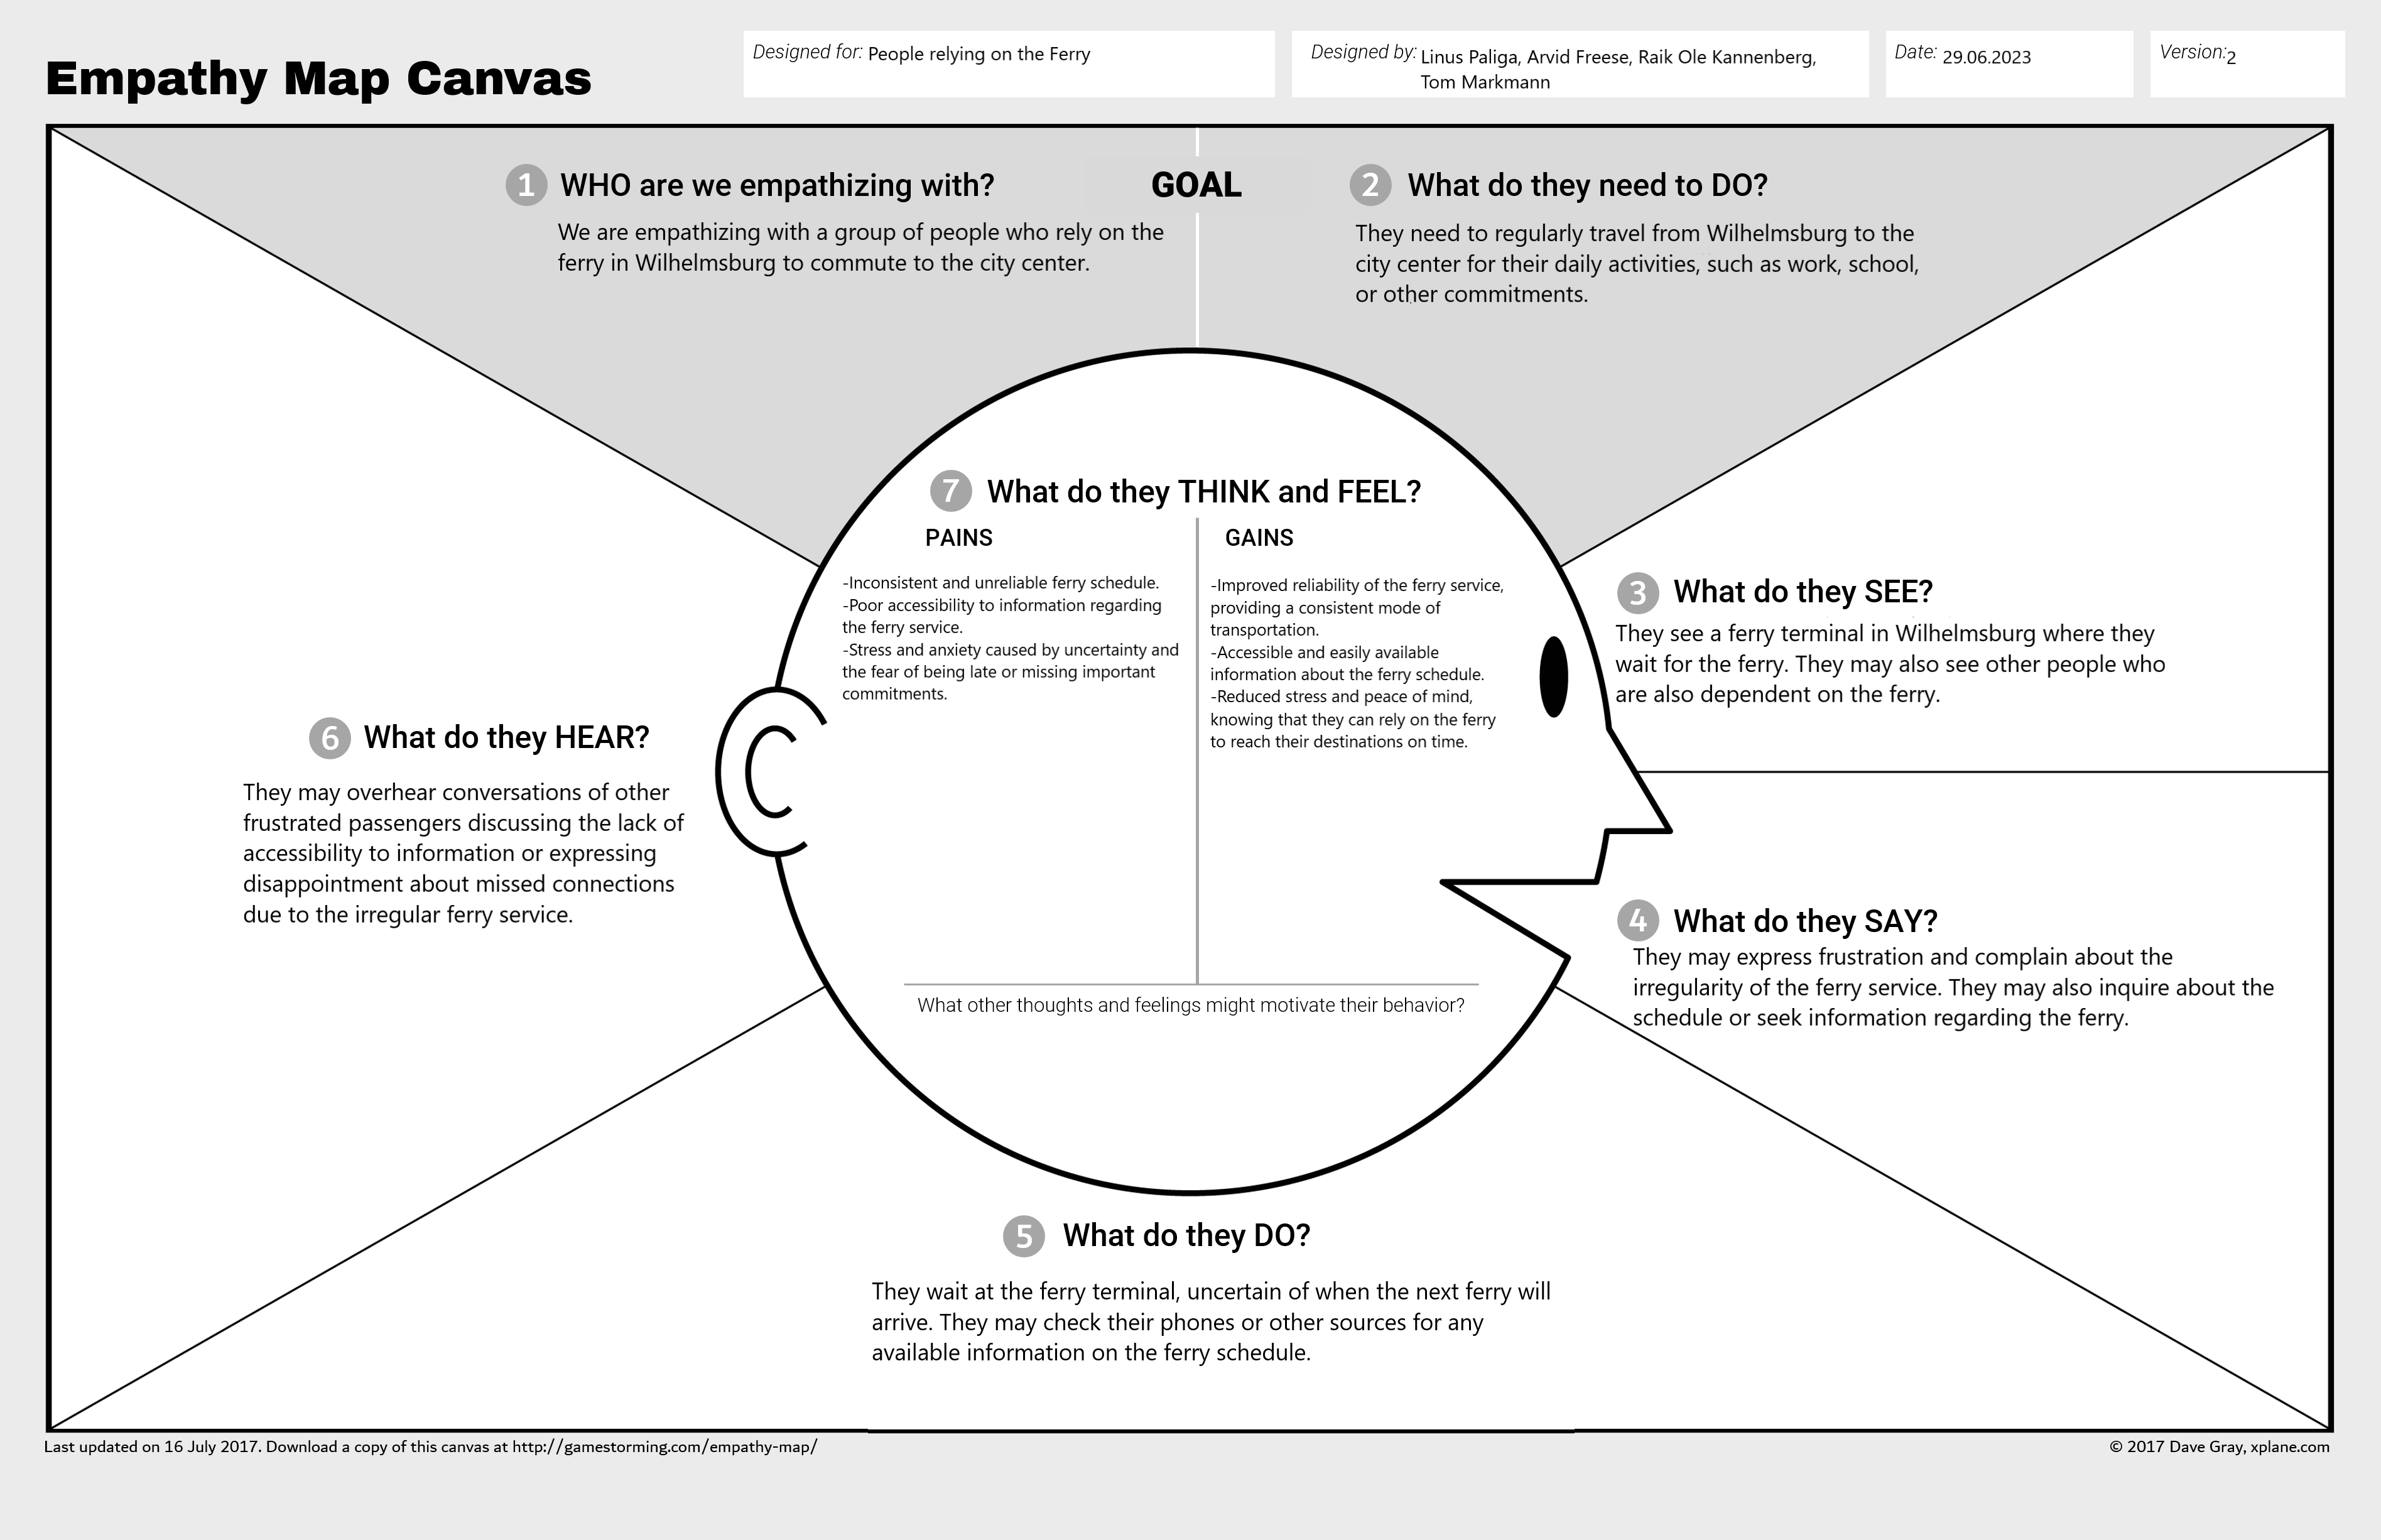 Empathy Map Canvas
Designed for: People relying on the Ferry
Designed by: Linus Paliga, Arvid Freese, Raik Ole Kannenberg,
Tom Markmann
Date: 29.06.2023
Version:2
1 WHO are we empathizing with?
We are empathizing with a group of people who rely on the
ferry in Wilhelmsburg to commute to the city center.
GOAL
2 What do they need to DO?
They need to regularly travel from Wilhelmsburg to the
city center for their daily activities, such as work, school,
or other commitments.
3 What do they SEE?
They see a ferry terminal in Wilhelmsburg where they
wait for the ferry. They may also see other people who
are also dependent on the ferry.
4 What do they SAY?
They may express frustration and complain about the
irregularity of the ferry service. They may also inquire about the
schedule or seek information regarding the ferry.
5 What do they DO?
They wait at the ferry terminal, uncertain of when the next ferry will
arrive. They may check their phones or other sources for any
available information on the ferry schedule.
6 What do they HEAR?
They may overhear conversations of other
frustrated passengers discussing the lack of
accessibility to information or expressing
disappointment about missed connections
due to the irregular ferry service.
7 What do they THINK and FEEL?
PAINS
-Inconsistent and unreliable ferry schedule.
-Poor accessibility to information regarding
the ferry service.
-Stress and anxiety caused by uncertainty and
the fear of being late or missing important
commitments.
GAINS
-Improved reliability of the ferry service,
providing a consistent mode of
transportation.
-Accessible and easily available
information about the ferry schedule.
-Reduced stress and peace of mind,
knowing that they can rely on the ferry
to reach their destinations on time.
What other thoughts and feelings might motivate their behavior?
Last updated on 16 July 2017. Download a copy of this canvas at http://gamestorming.com/empathy-map/
© 2017 Dave Gray, xplane.com